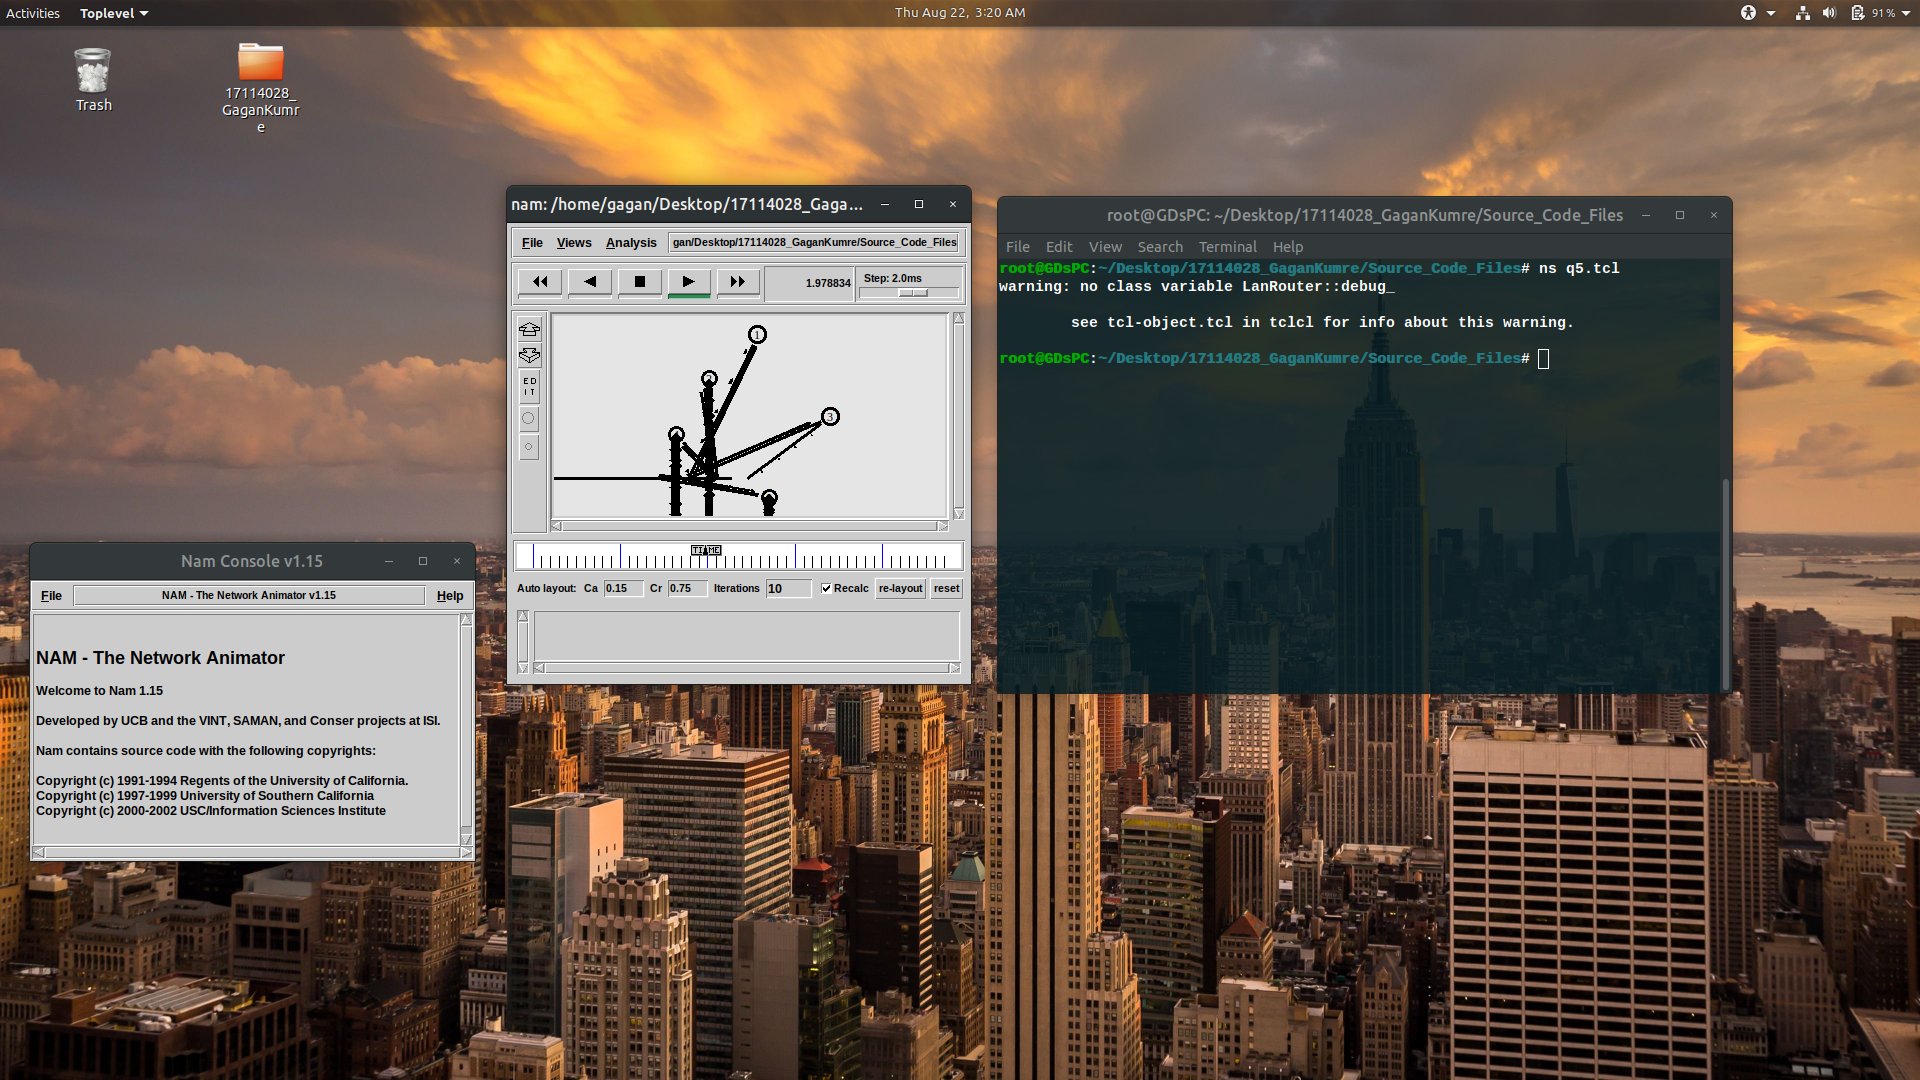 Activities
Toplevel
Thu Aug 22, 3:20 AM
91%
Trash
17114028_
GaganKumr
e
nam: /home/gagan/Desktop/17114028_Gaga...
File Views Analysis gan/Desktop/17114028_GaganKumre/Source_Code_Files
1.978834
Step: 2.0ms
E D
I T
1
3
TIME
Auto layout: Ca 0.15 Cr 0.75 Iterations 10 Recalc re-layout reset
root@GDsPC: ~/Desktop/17114028_GaganKumre/Source_Code_Files
File Edit View Search Terminal Help
root@GDsPC:~/Desktop/17114028_GaganKumre/Source_Code_Files# ns q5.tcl
warning: no class variable LanRouter::debug_
see tcl-object.tcl in tclcl for info about this warning.
root@GDsPC:~/Desktop/17114028_GaganKumre/Source_Code_Files#
Nam Console v1.15
File NAM - The Network Animator v1.15 Help
NAM - The Network Animator
Welcome to Nam 1.15
Developed by UCB and the VINT, SAMAN, and Conser projects at ISI.
Nam contains source code with the following copyrights:
Copyright (c) 1991-1994 Regents of the University of California.
Copyright (c) 1997-1999 University of Southern California
Copyright (c) 2000-2002 USC/Information Sciences Institute